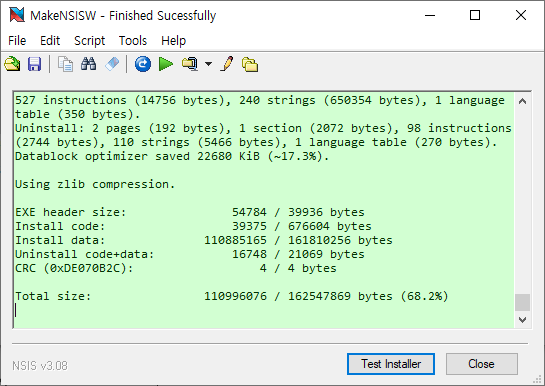 MakeNSISW - Finished Sucessfully
File Edit Script Tools Help
527 instructions (14756 bytes), 240 strings (650354 bytes), 1 language
table (350 bytes).
Uninstall: 2 pages (192 bytes), 1 section (2072 bytes), 98 instructions
(2744 bytes), 110 strings (5466 bytes), 1 language table (270 bytes).
Datablock optimizer saved 22680 KiB (~17.3%).
Using zlib compression.
EXE header size: 54784 / 39936 bytes
Install code: 39375 / 676604 bytes
Install data: 110885165 / 161810256 bytes
Uninstall code+data: 16748 / 21069 bytes
CRC (0xDE070B2C): 4 / 4 bytes
Total size: 110996076 / 162547869 bytes (68.2%)
NSIS v3.08
Test Installer
Close